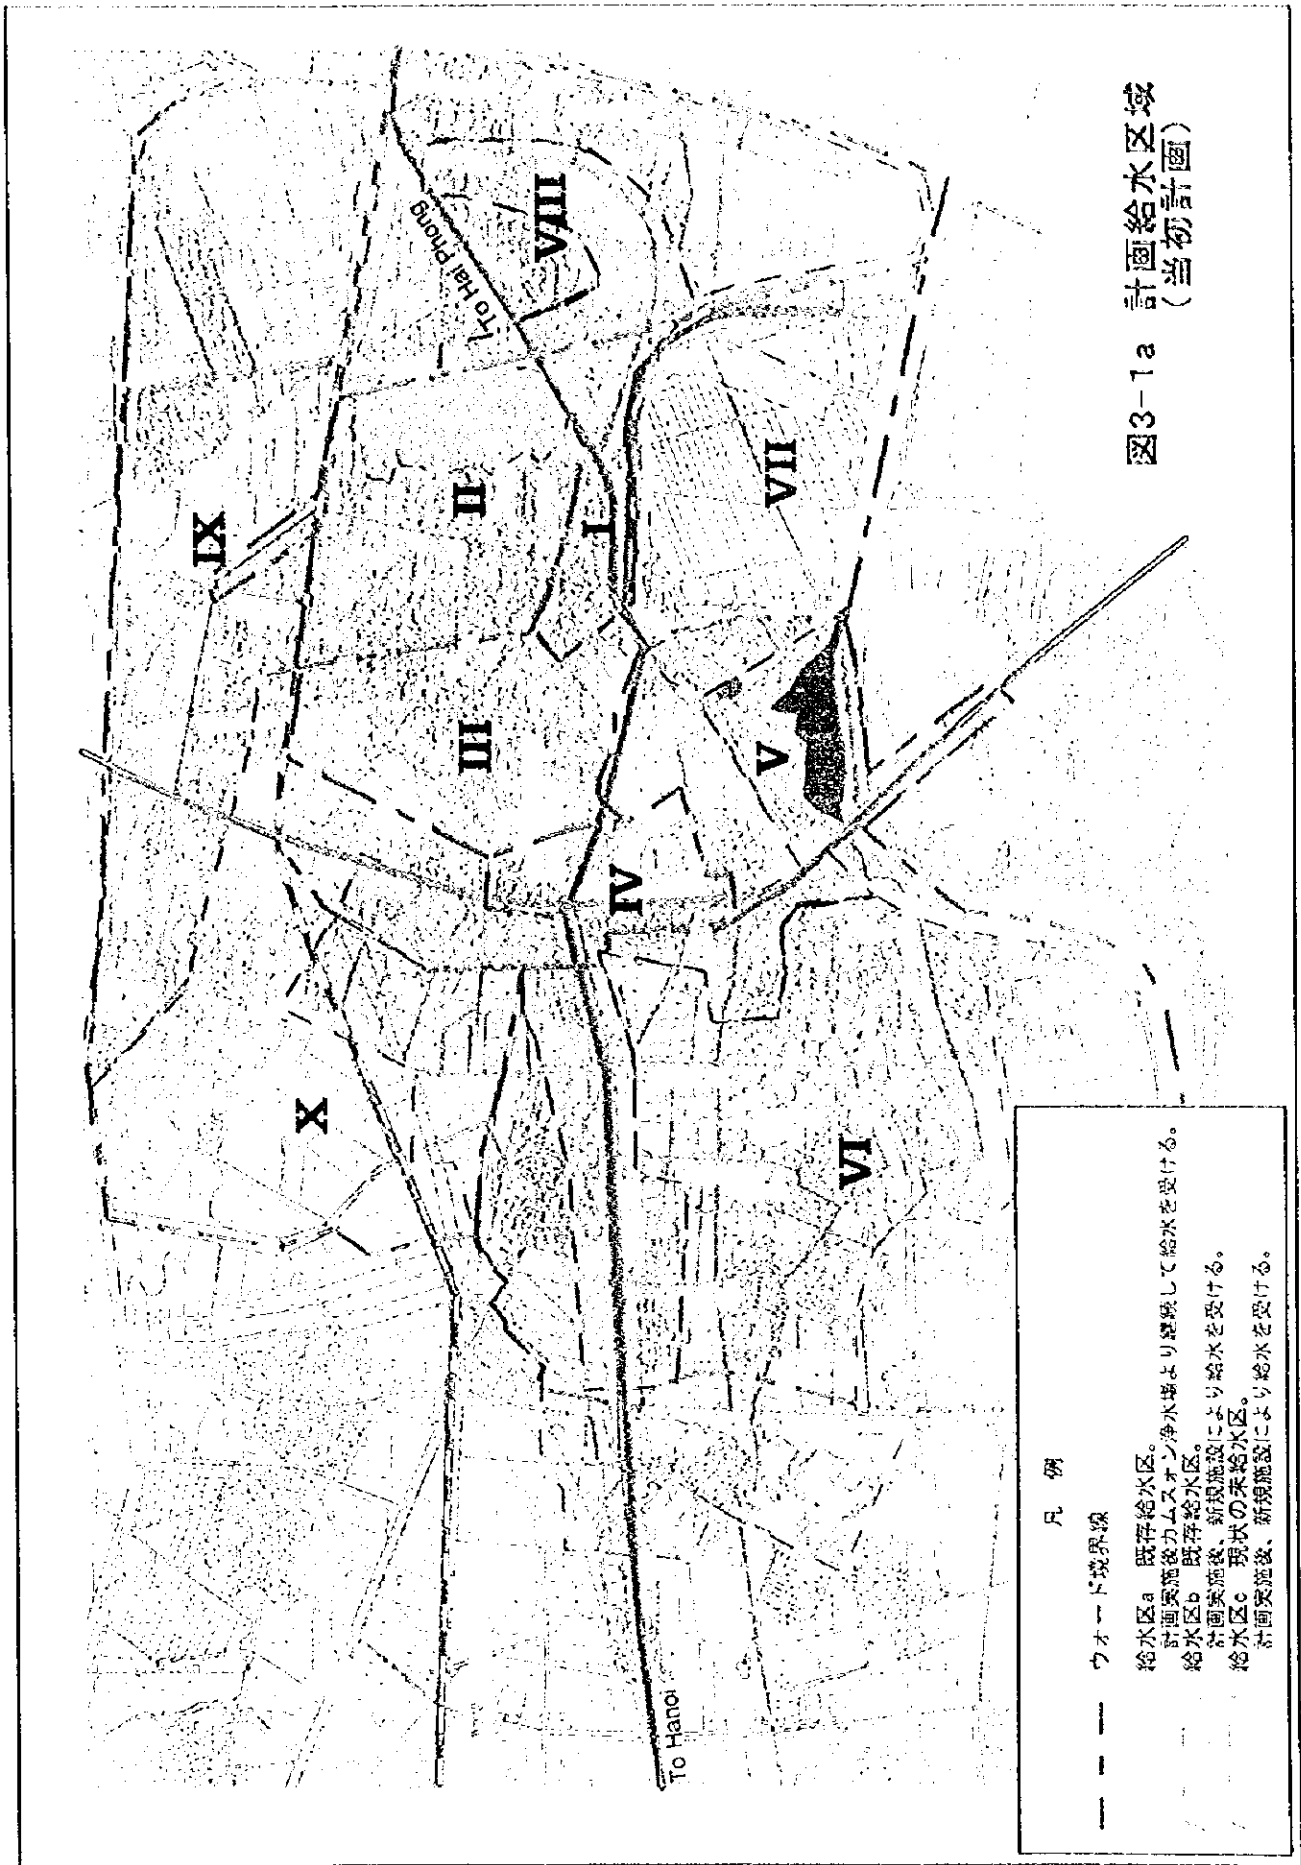 IX
X
II
III
VIII
To Hai Phong
I
IV
VII
V
VI
To Hanoi
図3-1a 計画給水区域
(当初計画)
凡例
ウォード境界線
給水区a 既存給水区。
計画実施後カムスオン浄水場より継続して給水を受ける。
給水区b 既存給水区。
計画実施後、新規施設により給水を受ける。
給水区c 現状の未給水区。
計画実施後、新規施設により給水を受ける。